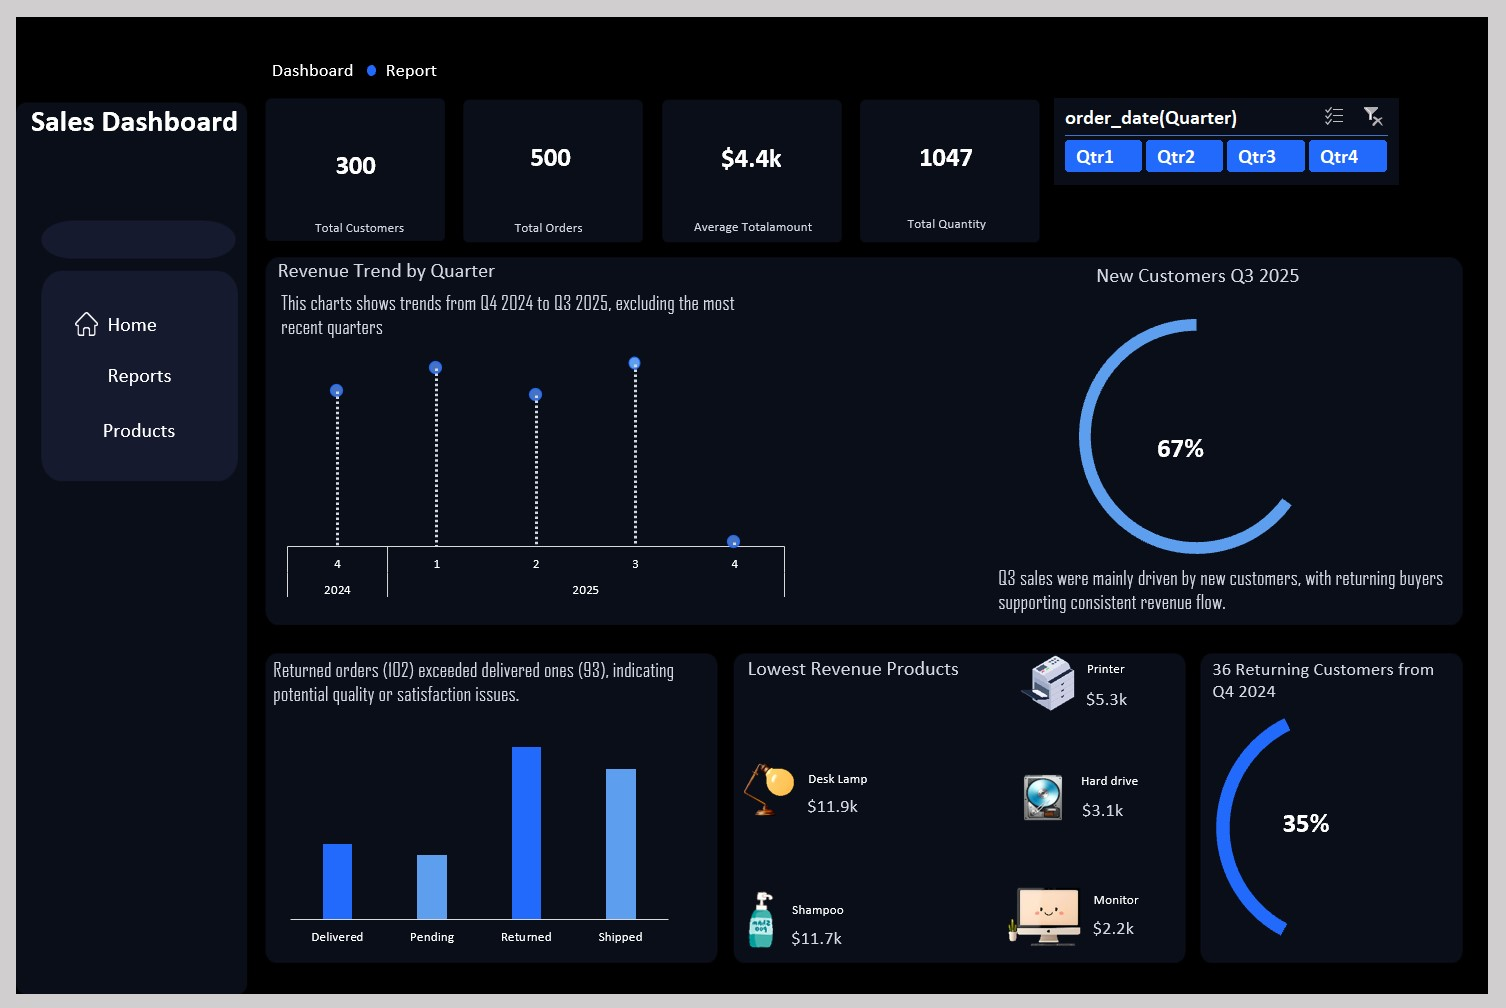 Dashboard
Report
Sales Dashboard
300
Total Customers
500
Total Orders
$4.4k
Average Totalamount
1047
Total Quantity
order_date(Quarter)
Qtr1
Qtr2
Qtr3
Qtr4
Home
Reports
Products
Revenue Trend by Quarter
This charts shows trends from Q4 2024 to Q3 2025, excluding the most
recent quarters
4
1
2
3
4
2024
2025
New Customers Q3 2025
67%
Q3 sales were mainly driven by new customers, with returning buyers
supporting consistent revenue flow.
Returned orders (102) exceeded delivered ones (93), indicating
potential quality or satisfaction issues.
Delivered
Pending
Returned
Shipped
Lowest Revenue Products
Printer
$5.3k
Desk Lamp
$11.9k
Hard drive
$3.1k
Shampoo
$11.7k
Monitor
$2.2k
36 Returning Customers from
Q4 2024
35%